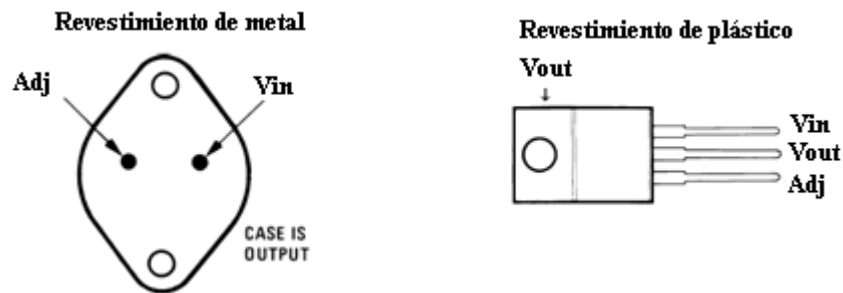 Revestimiento de metal
Adj
Vin
CASE IS
OUTPUT
Revestimiento de plástico
Vout
Vin
Vout
Adj